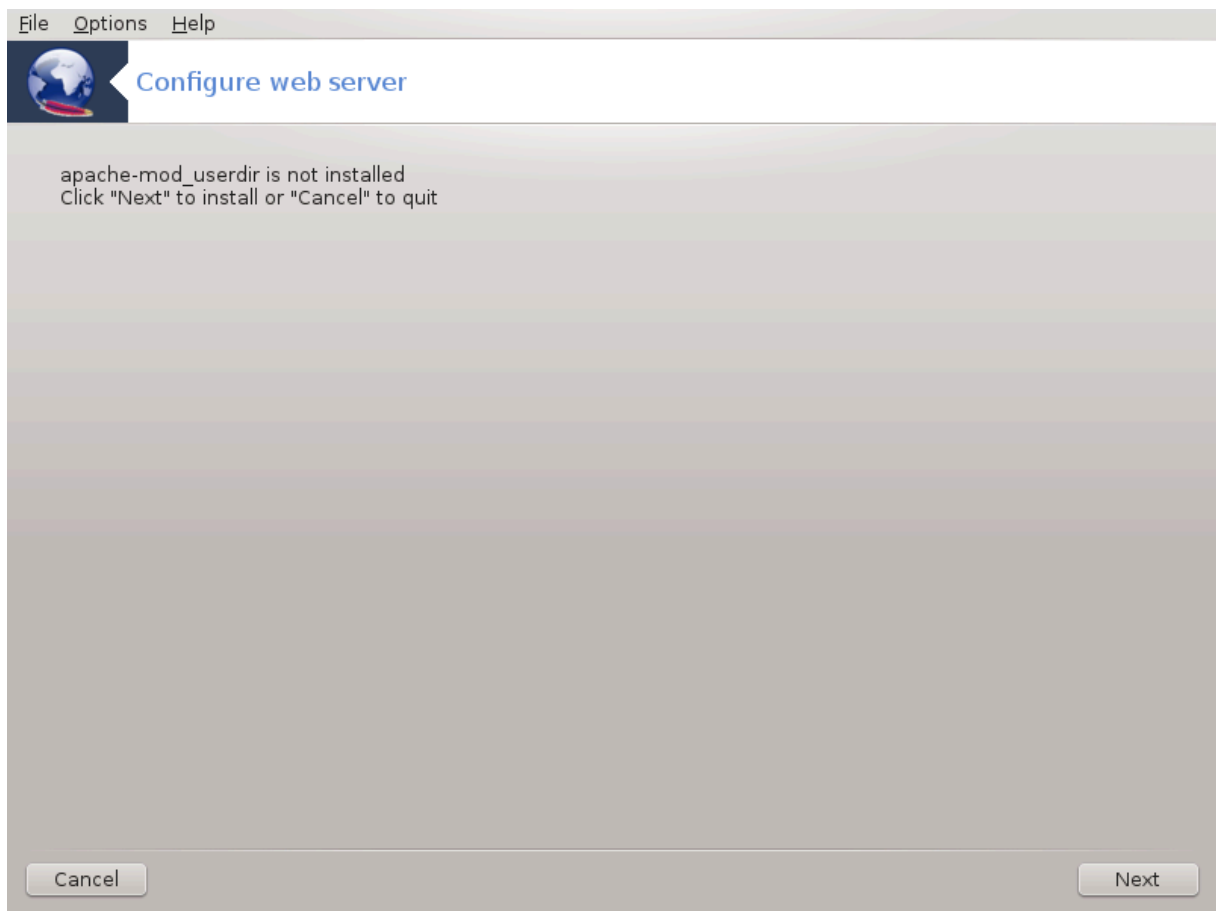 File Options Help
Configure web server
apache-mod_userdir is not installed
Click "Next" to install or "Cancel" to quit
Cancel Next